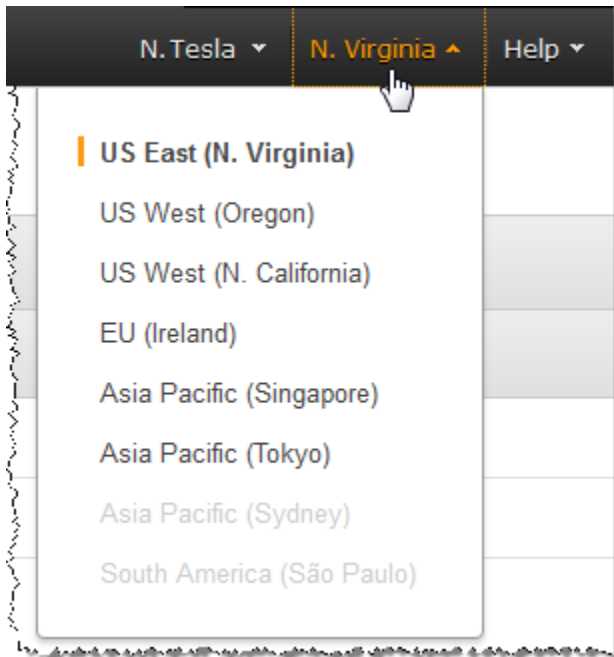 N. Tesla N. Virginia Help
US East (N. Virginia)
US West (Oregon)
US West (N. California)
EU (Ireland)
Asia Pacific (Singapore)
Asia Pacific (Tokyo)
Asia Pacific (Sydney)
South America (São Paulo)